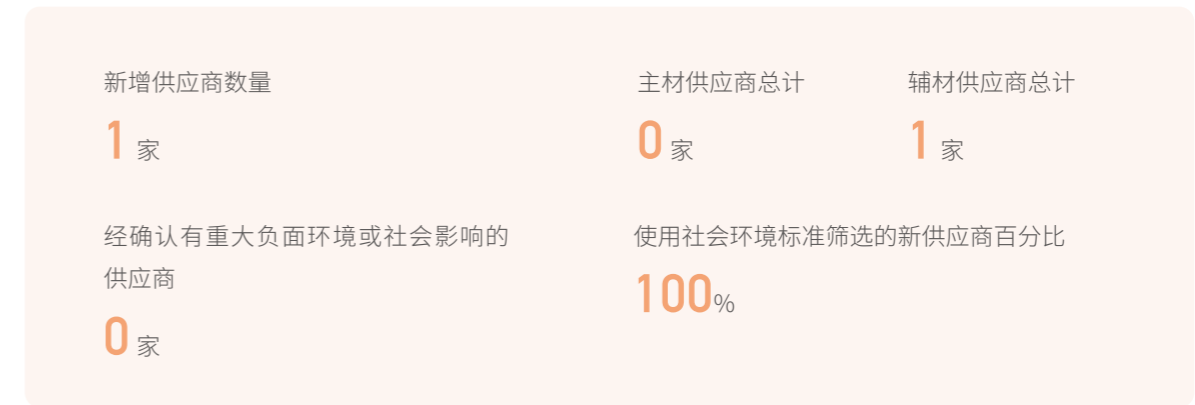 新增供应商数量
1 家
主材供应商总计
0 家
辅材供应商总计
1 家
经确认有重大负面环境或社会影响的
供应商
0 家
使用社会环境标准筛选的新供应商百分比
100%